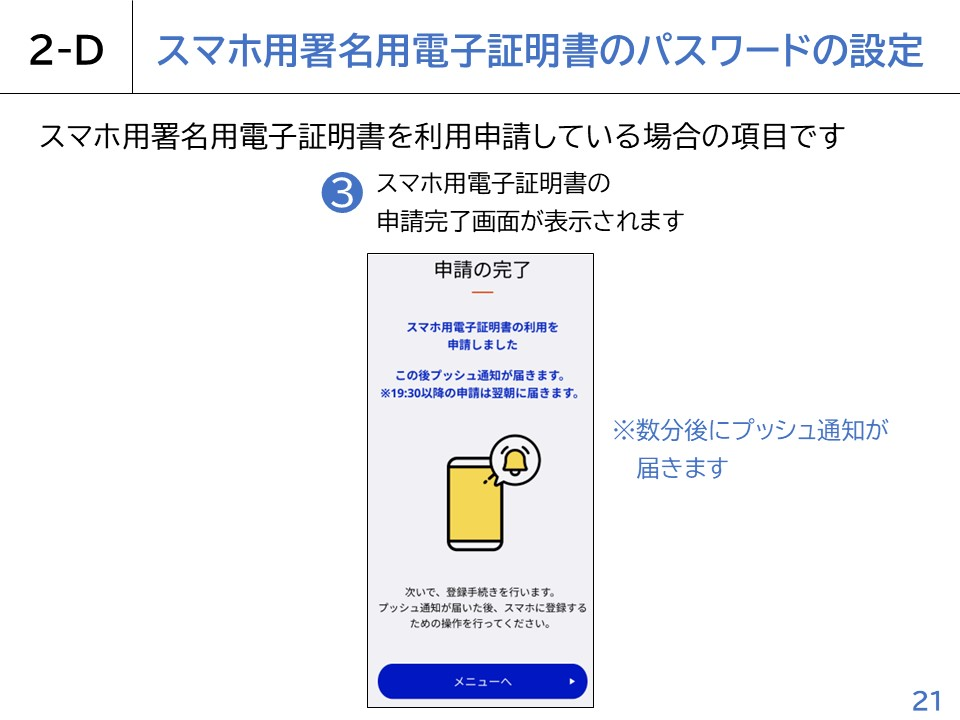 2-D
スマホ用署名用電子証明書のパスワードの設定
スマホ用署名用電子証明書を利用申請している場合の項目です
3
スマホ用電子証明書の
申請完了画面が表示されます
申請の完了
スマホ用電子証明書の利用を
申請しました
この後プッシュ通知が届きます。
※19:30以降の申請は翌朝に届きます。
※数分後にプッシュ通知が
届きます
次いで、登録手続きを行います。
プッシュ通知が届いた後、スマホに登録する
ための操作を行ってください。
メニューへ
21